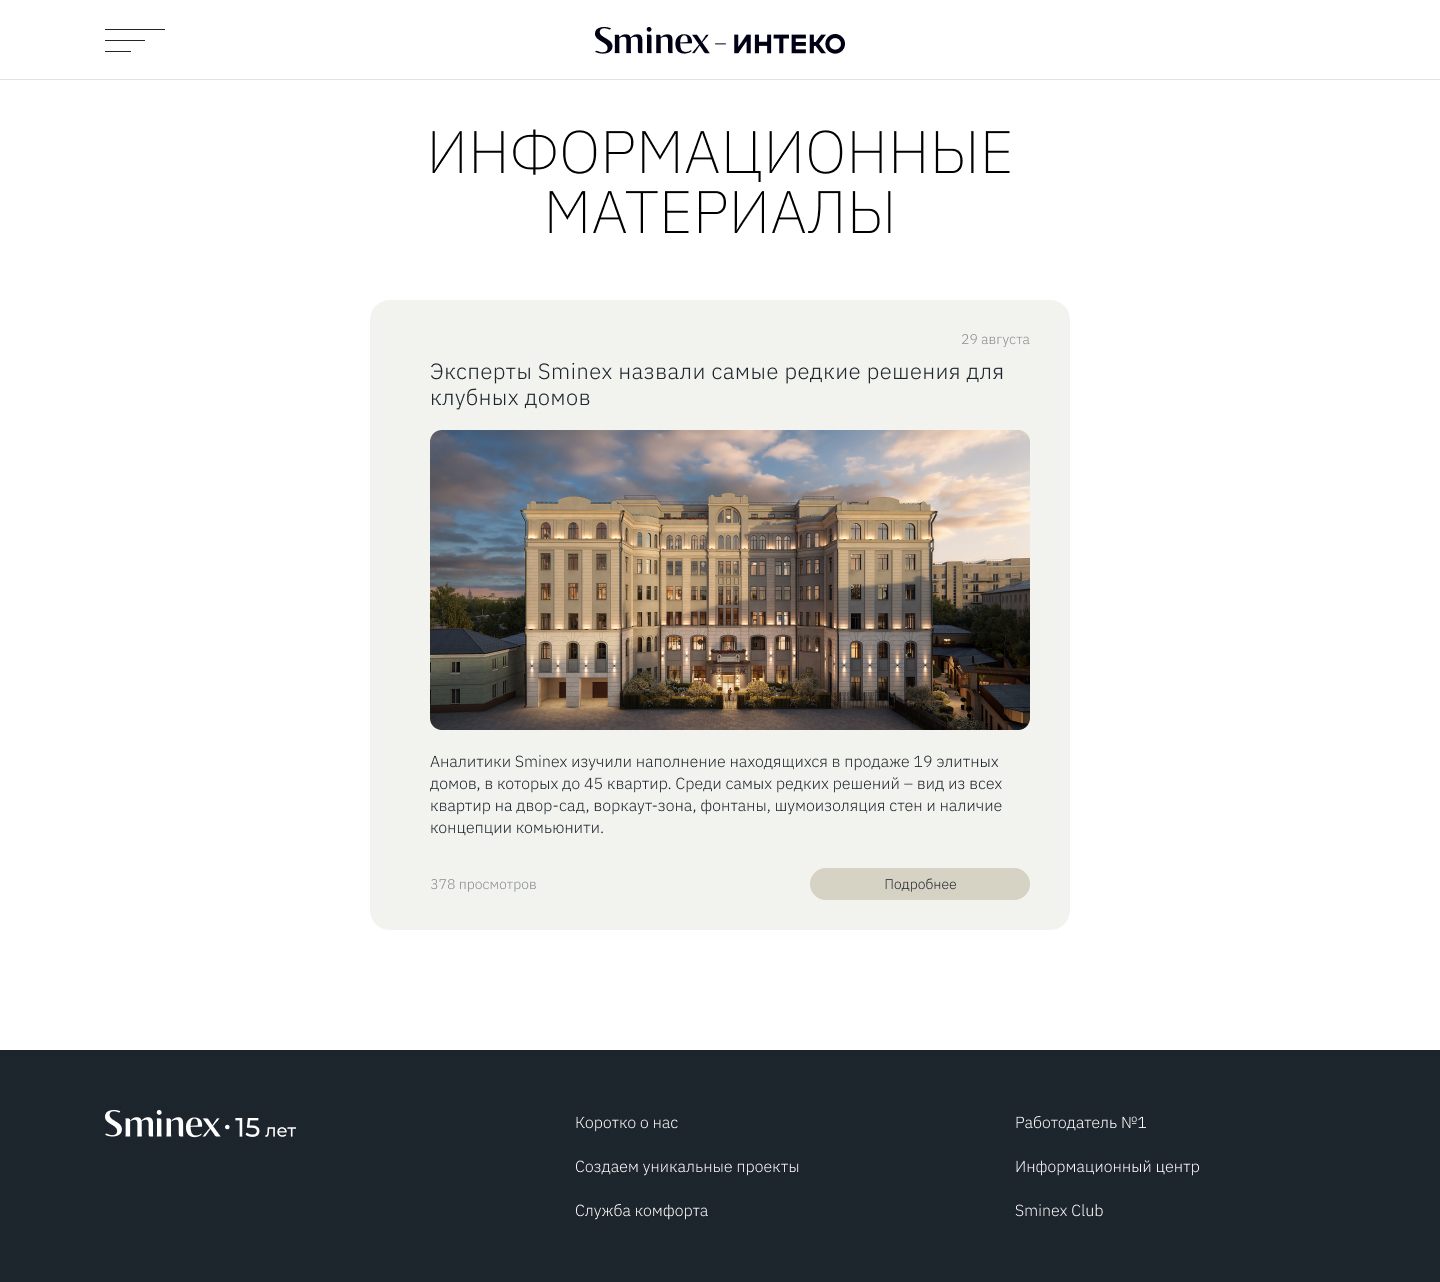 Sminex – ИНТЕКО
ИНФОРМАЦИОННЫЕ
МАТЕРИАЛЫ
29 августа
Эксперты Sminex назвали самые редкие решения для
клубных домов
Аналитики Sminex изучили наполнение находящихся в продаже 19 элитных
домов, в которых до 45 квартир. Среди самых редких решений – вид из всех
квартир на двор-сад, воркаут-зона, фонтаны, шумоизоляция стен и наличие
концепции комьюнити.
378 просмотров
Подробнее
Sminex · 15 лет
Коротко о нас
Создаем уникальные проекты
Служба комфорта
Работодатель №1
Информационный центр
Sminex Club